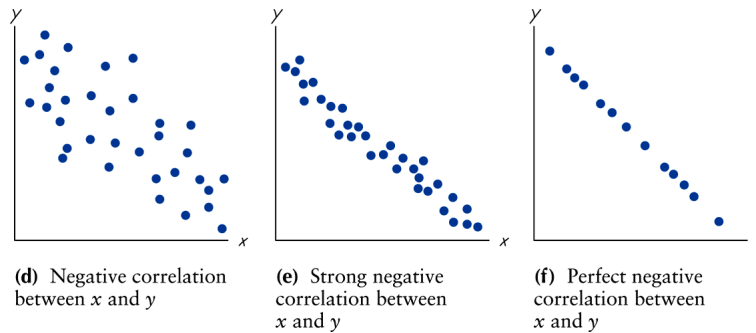 y
y
y
x
x
x
(d) Negative correlation
between x and y
(e) Strong negative
correlation between
x and y
(f) Perfect negative
correlation between
x and y